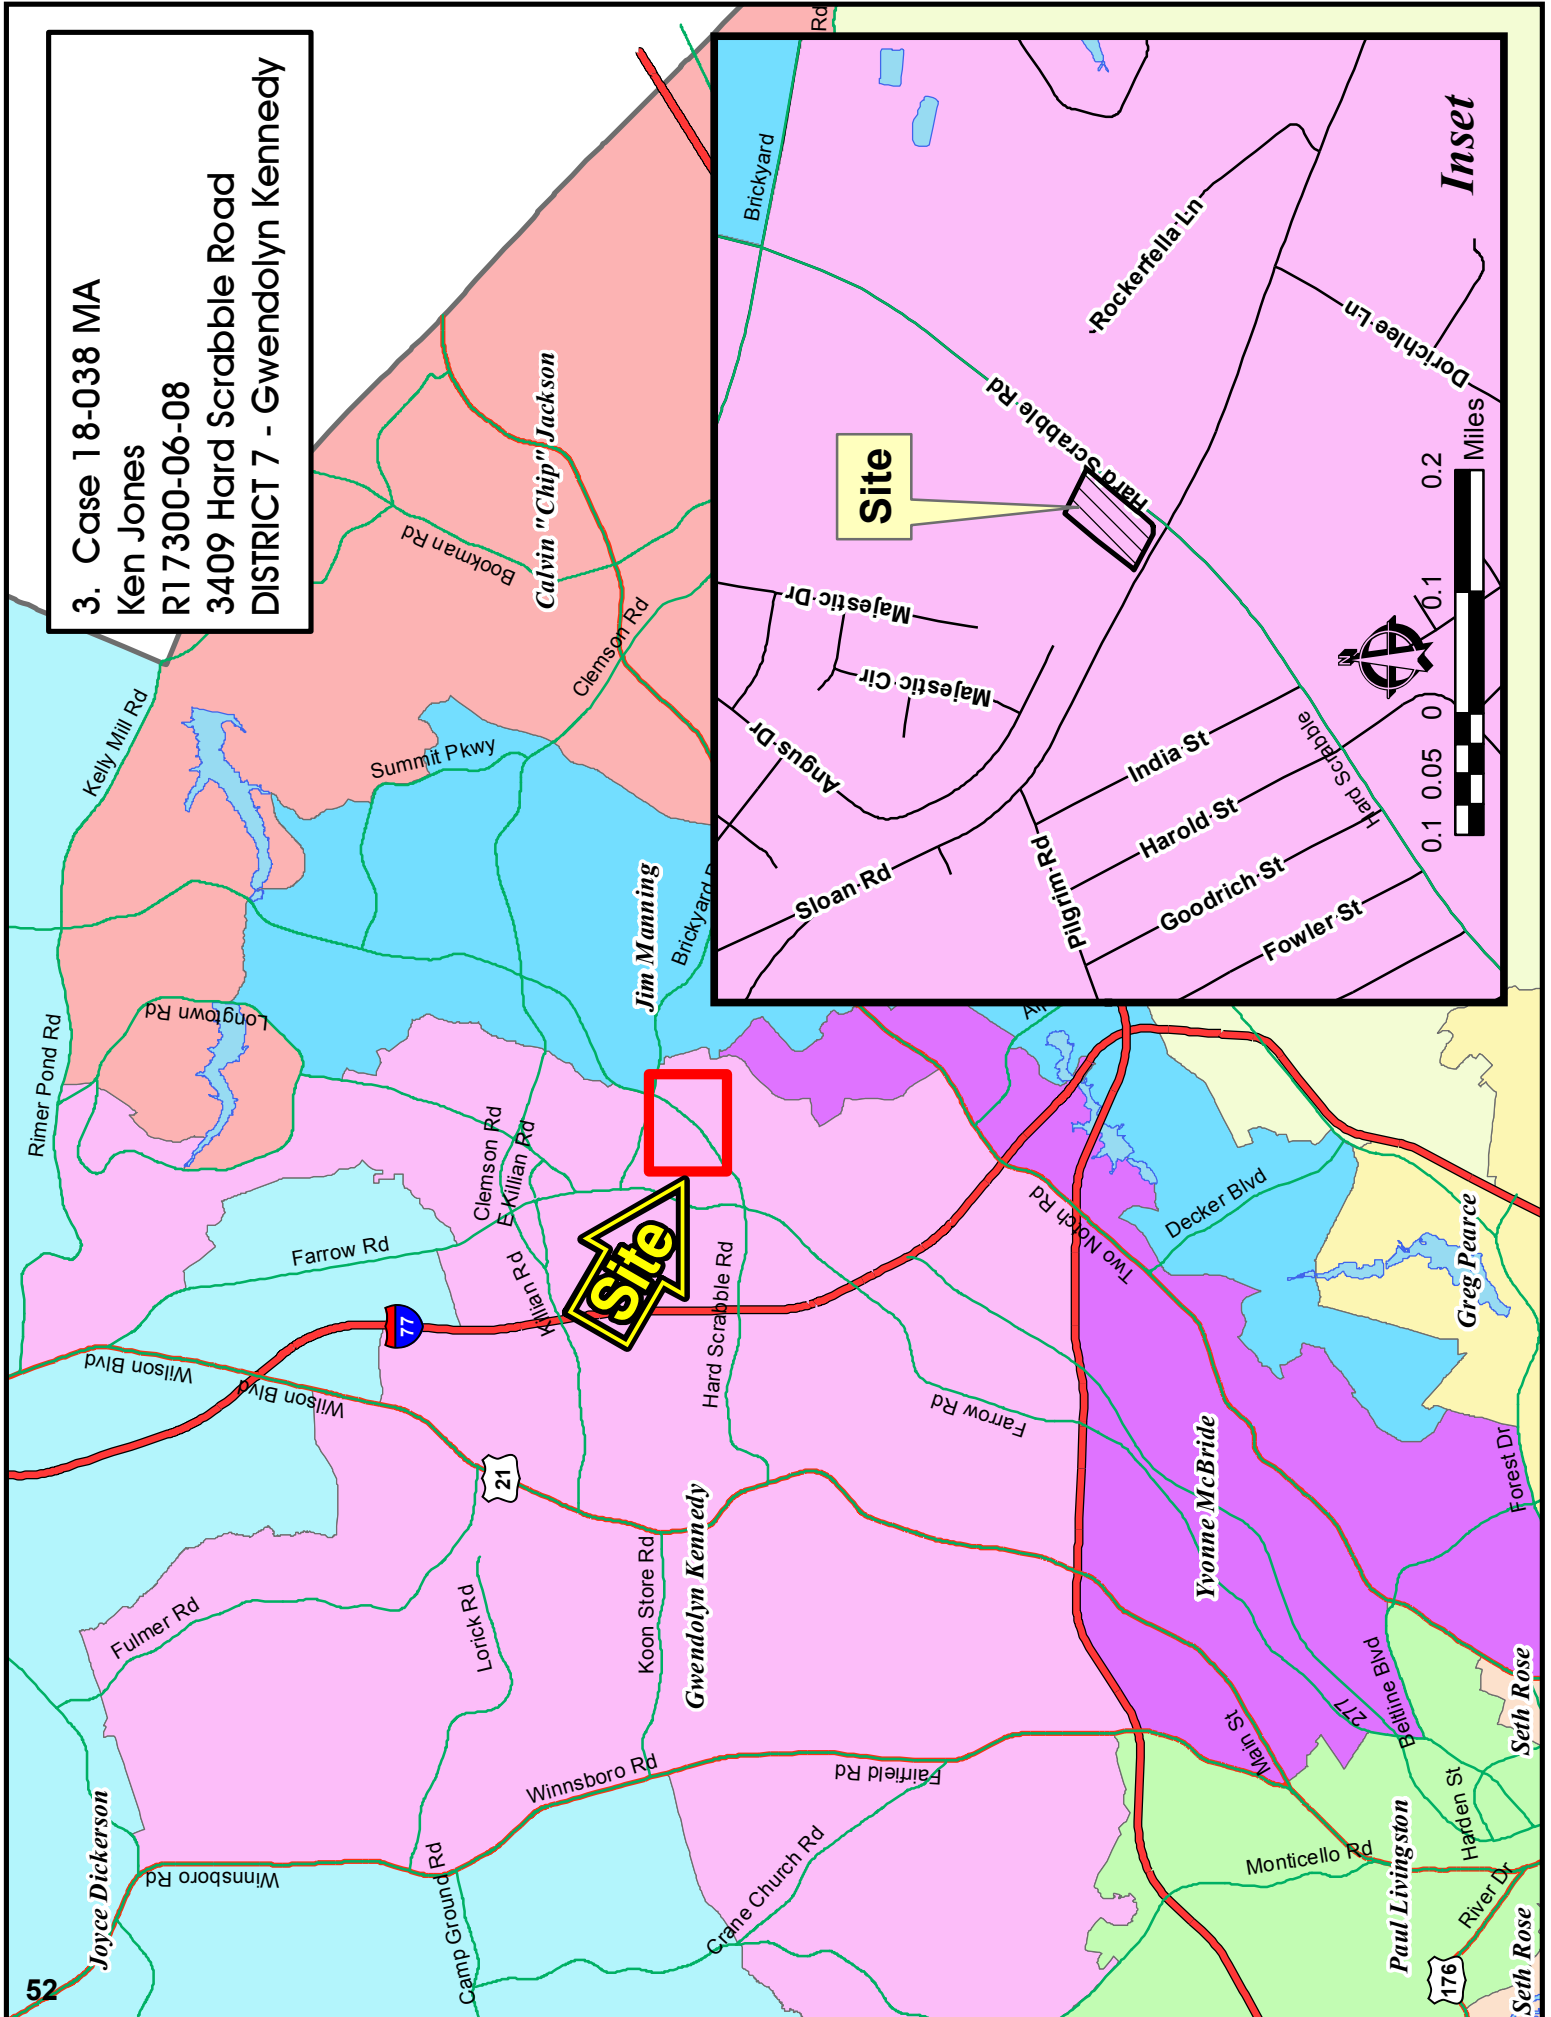 3. Case 18-038 MA
Ken Jones
R17300-06-08
3409 Hard Scrabble Road
DISTRICT 7 - Gwendolyn Kennedy
52
Joyce Dickerson
Winnsboro Rd
Camp Ground Rd
Fulmer Rd
Lorick Rd
Winnsboro Rd
Koon Store Rd
Gwendolyn Kennedy
Fairfield Rd
Crane Church Rd
21
Wilson Blvd
Wilson Blvd
77
Farrow Rd
Killian Rd
E Killian Rd
Clemson Rd
Rimer Pond Rd
Longtown Rd
Kelly Mill Rd
Summit Pkwy
Clemson Rd
Bookman Rd
Calvin "Chip" Jackson
Jim Manning
Brickyard
Site
Hard Scrabble Rd
Farrow Rd
Two Notch Rd
Decker Blvd
Yvonne McBride
Greg Pearce
Forest Dr
Main St
277
Beltline Blvd
Harden St
Monticello Rd
River Dr
Paul Livingston
176
Seth Rose
Seth Rose
Rd
Inset
Brickyard
Site
Hard Scrabble Rd
Rockerfella Ln
Dorichlee Ln
Majestic Dr
Majestic Cir
Angus Dr
Sloan Rd
Pilgrim Rd
India St
Harold St
Goodrich St
Fowler St
Hard Scrabble
N
0.1 0.05 0 0.1 0.2
Miles